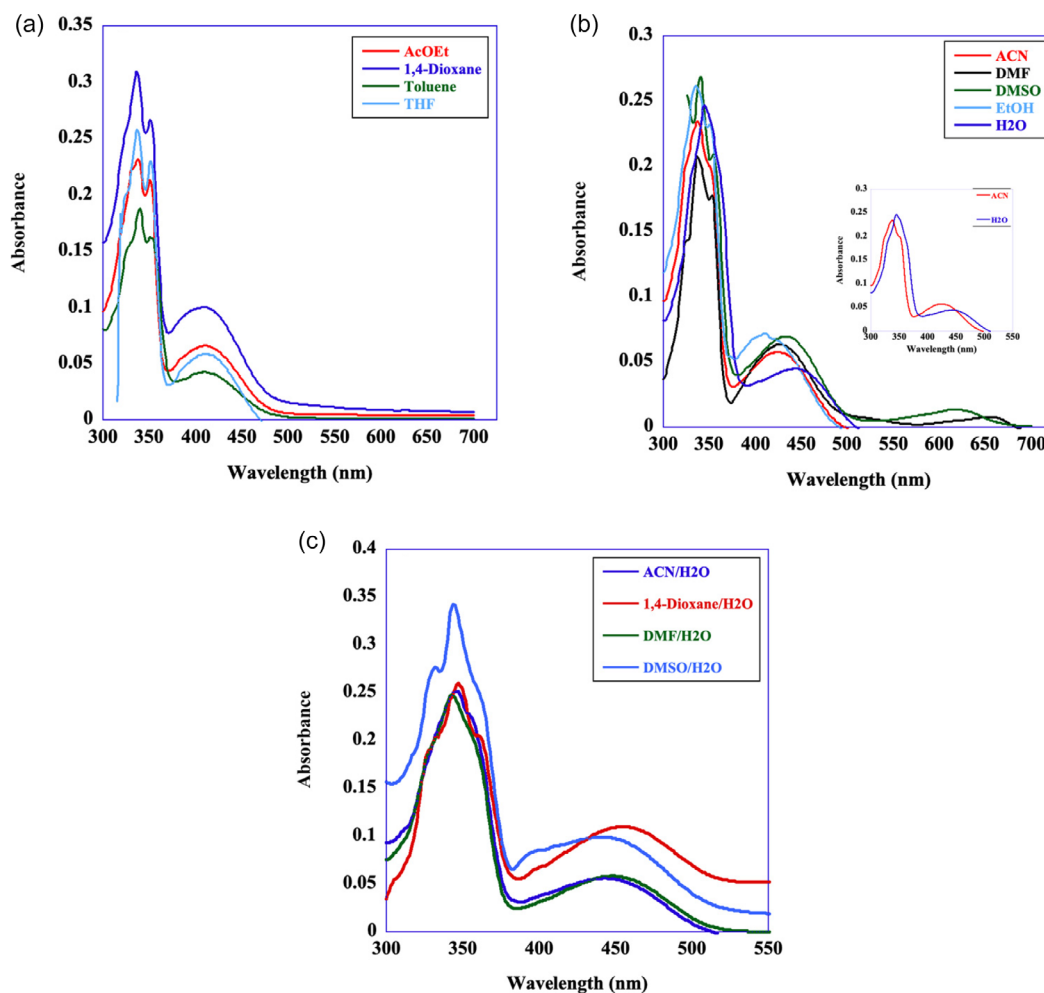 (a)
0.35
0.3
0.25
0.2
0.15
0.1
0.05
0
300 350 400 450 500 550 600 700
Absorbance
Wavelength (nm)
AcOEt
1,4-Dioxane
Toluene
THF
(b)
0.3
0.25
0.2
0.15
0.1
0.05
0
300 350 400 450 500 550 600 700
Absorbance
Wavelength (nm)
ACN
DMF
DMSO
EtOH
H2O
0.3
0.25
0.2
0.15
0.1
0.05
0
300 350 400 450 500 550
Absorbance
Wavelength (nm)
ACN
H2O
(c)
0.4
0.35
0.3
0.25
0.2
0.15
0.1
0.05
0
300 350 400 450 500 550
Absorbance
Wavelength (nm)
ACN/H2O
1,4-Dioxane/H2O
DMF/H2O
DMSO/H2O